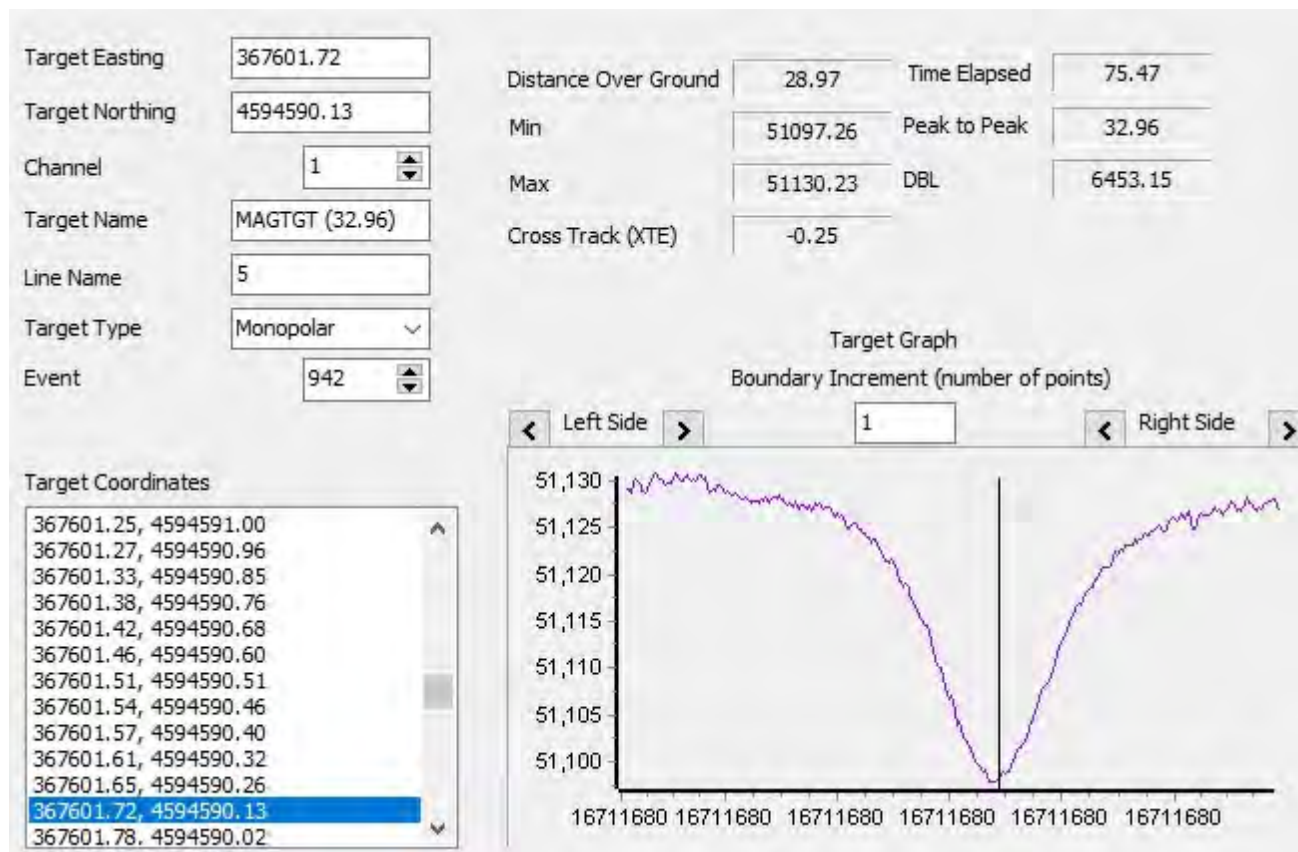 Target Easting 367601.72
Target Northing 4594590.13
Channel 1
Target Name MAGTGT (32.96)
Line Name 5
Target Type Monopolar
Event 942
Distance Over Ground 28.97 Time Elapsed 75.47
Min 51097.26 Peak to Peak 32.96
Max 51130.23 DBL 6453.15
Cross Track (XTE) -0.25
Target Coordinates
367601.25, 4594591.00
367601.27, 4594590.96
367601.33, 4594590.85
367601.38, 4594590.76
367601.42, 4594590.68
367601.46, 4594590.60
367601.51, 4594590.51
367601.54, 4594590.46
367601.57, 4594590.40
367601.61, 4594590.32
367601.65, 4594590.26
367601.72, 4594590.13
367601.78, 4594590.02
Target Graph
Boundary Increment (number of points)
< Left Side > 1 < Right Side >
51,130
51,125
51,120
51,115
51,110
51,105
51,100
16711680 16711680 16711680 16711680 16711680 16711680